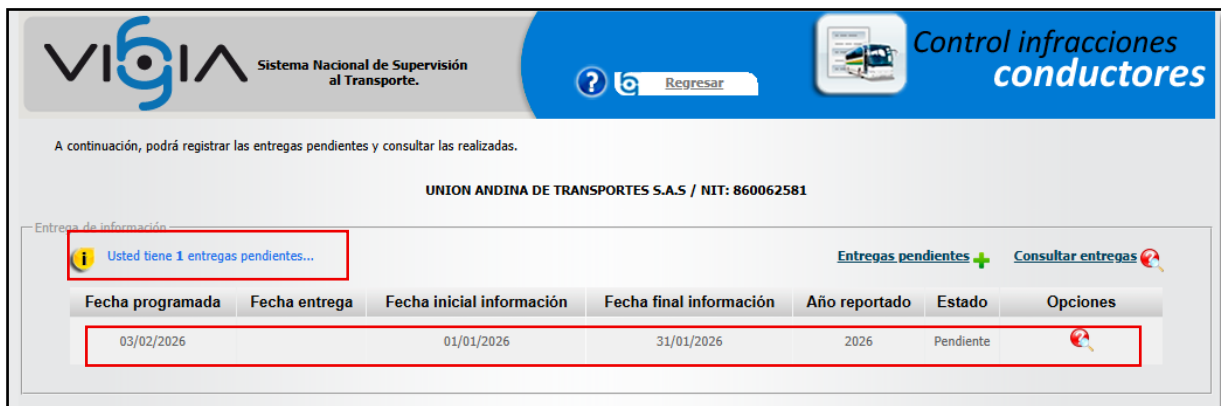 VIGIA
Sistema Nacional de Supervisión
al Transporte.
? Regresar
Control infracciones
conductores
A continuación, podrá registrar las entregas pendientes y consultar las realizadas.
UNION ANDINA DE TRANSPORTES S.A.S / NIT: 860062581
Entrega de información
i Usted tiene 1 entregas pendientes...
Entregas pendientes Consultar entregas
Fecha programada Fecha entrega Fecha inicial información Fecha final información Año reportado Estado Opciones
03/02/2026 01/01/2026 31/01/2026 2026 Pendiente